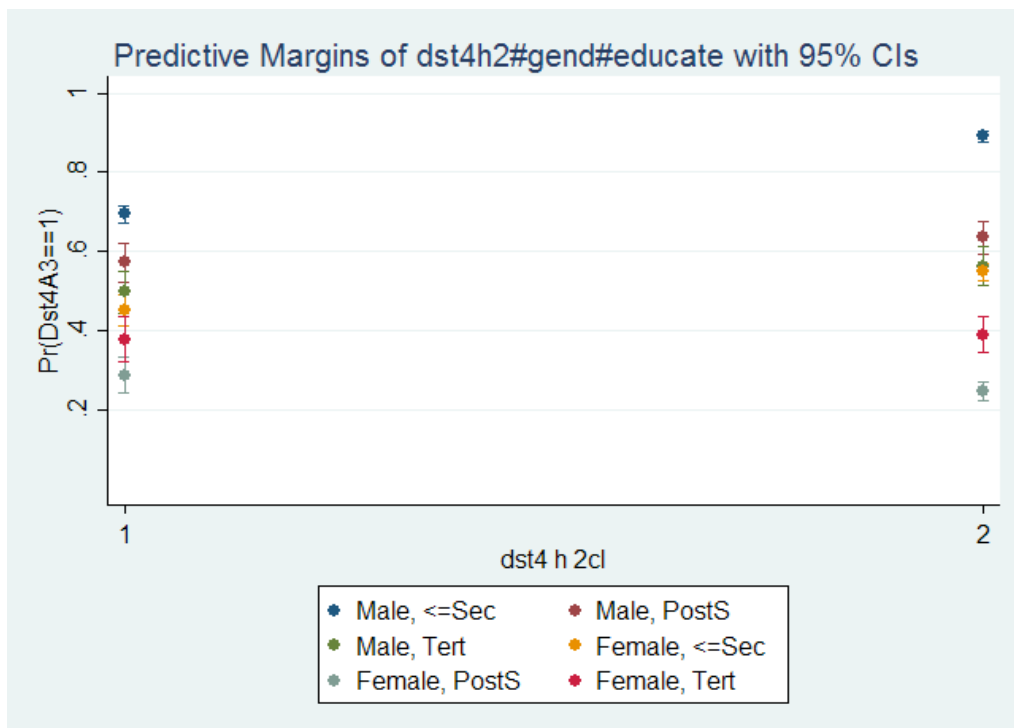 Predictive Margins of dst4h2#gend#educate with 95% CIs
Pr(Dst4A3==1)
1
.8
.6
.4
.2
1 2
dst4 h 2cl
Male, <=Sec Male, PostS
Male, Tert Female, <=Sec
Female, PostS Female, Tert